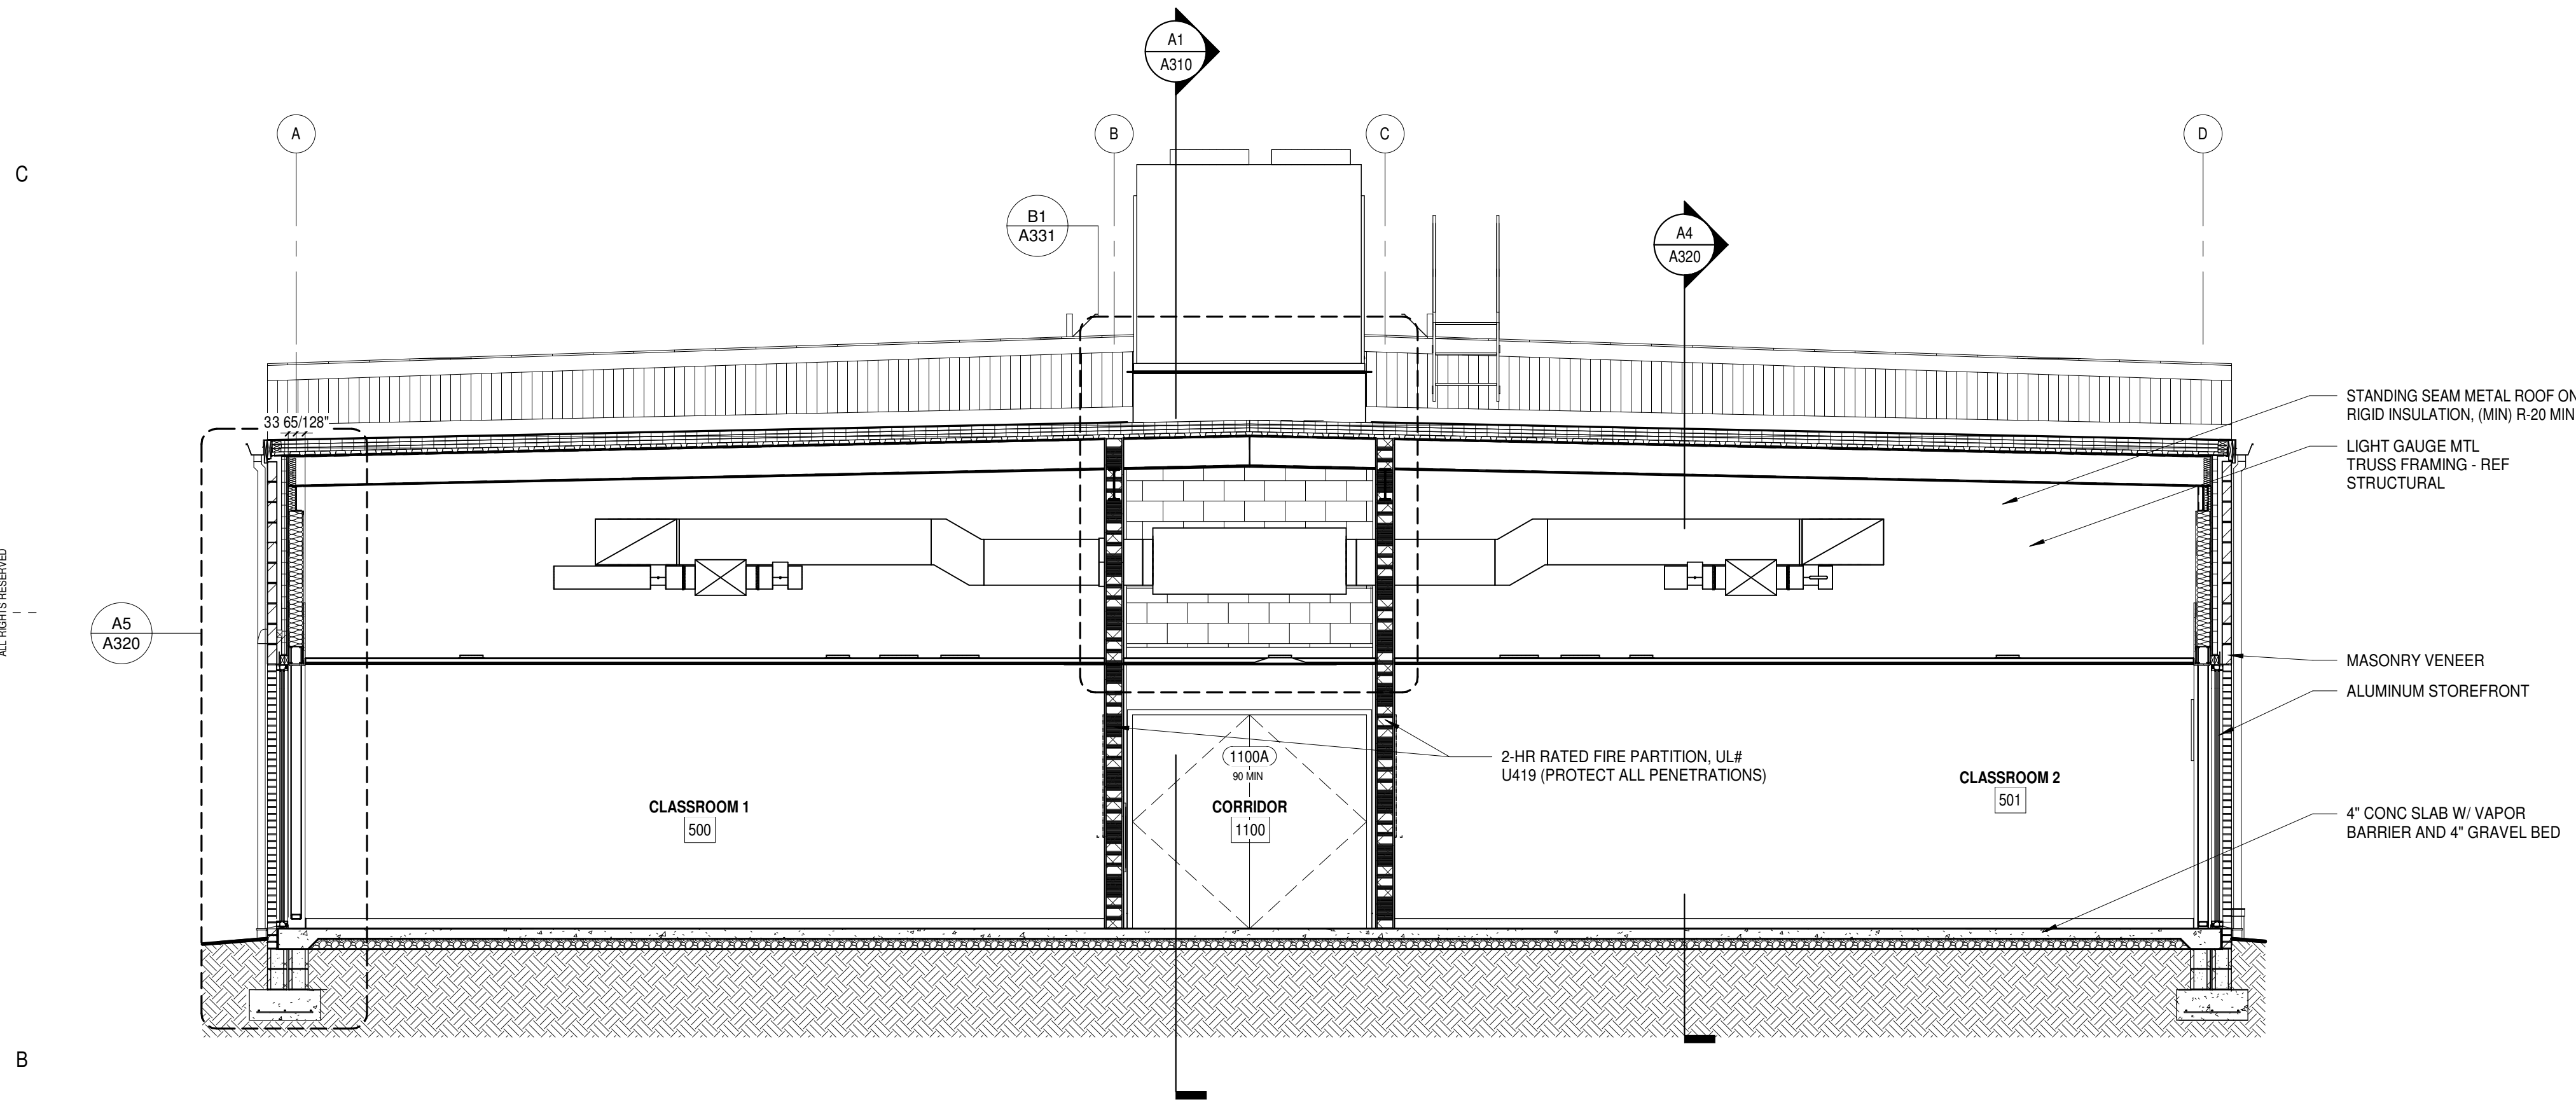 A1
A310
A
B
C
D
C
B1
A331
A4
A320
33 65/128"
STANDING SEAM METAL ROOF ON
RIGID INSULATION, (MIN) R-20 MIN
LIGHT GAUGE MTL
TRUSS FRAMING - REF
STRUCTURAL
ALL RIGHTS RESERVED
A5
A320
MASONRY VENEER
ALUMINUM STOREFRONT
2-HR RATED FIRE PARTITION, UL#
U419 (PROTECT ALL PENETRATIONS)
1100A
90 MIN
CLASSROOM 1
500
CORRIDOR
1100
CLASSROOM 2
501
4" CONC SLAB W/ VAPOR
BARRIER AND 4" GRAVEL BED
B